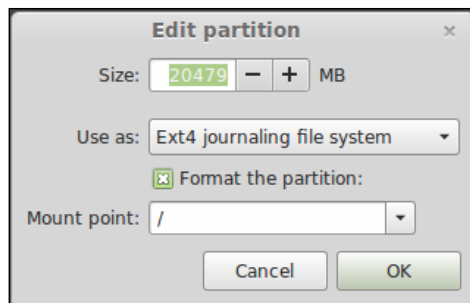 Edit partition
Size: 20479 MB
Use as: Ext4 journaling file system
Format the partition:
Mount point: /
Cancel OK